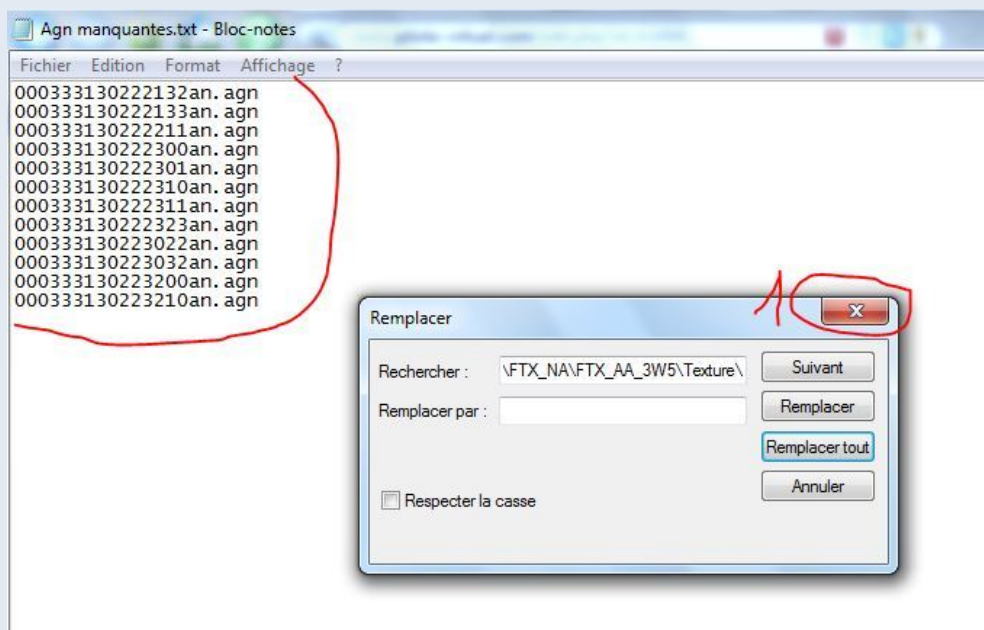 Agn manquantes.txt - Bloc-notes
Fichier Edition Format Affichage ?
000333130222132an.agn
000333130222133an.agn
000333130222211an.agn
000333130222300an.agn
000333130222301an.agn
000333130222310an.agn
000333130222311an.agn
000333130222323an.agn
000333130223022an.agn
000333130223032an.agn
000333130223200an.agn
000333130223210an.agn
1
Remplacer
Rechercher : \FTX_NA\FTX_AA_3W5\Texture\ Suivant
Remplacer par : Remplacer
Remplacer tout
Annuler
Respecter la casse